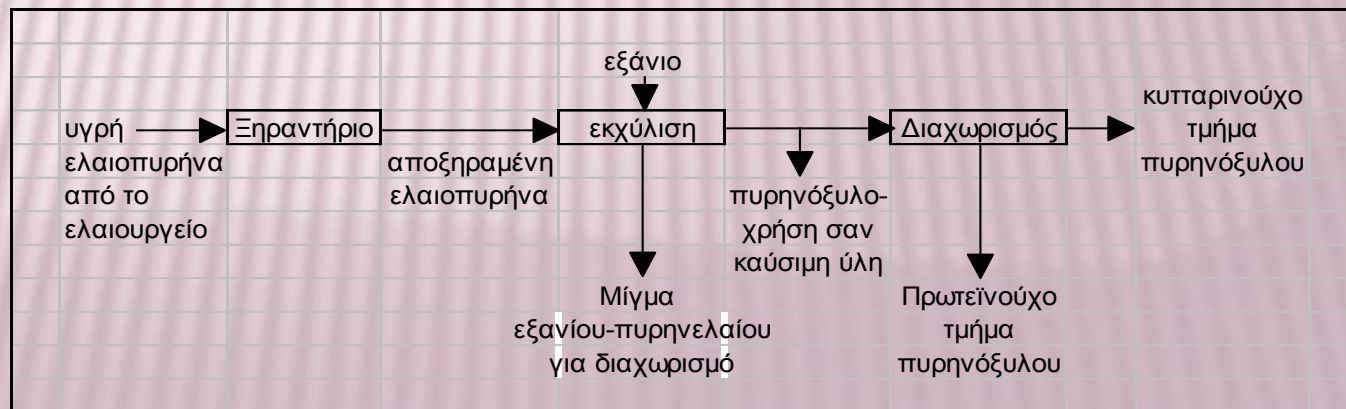 εξάνιο
υγρή
ελαιοπυρήνα
από το
ελαιουργείο
Ξηραντήριο
αποξηραμένη
ελαιοπυρήνα
εκχύλιση
Μίγμα
εξανίου-πυρηνελαίου
για διαχωρισμό
πυρηνόξυλο-
χρήση σαν
καύσιμη ύλη
Διαχωρισμός
Πρωτεϊνούχο
τμήμα
πυρηνόξυλου
κυτταρινούχο
τμήμα
πυρηνόξυλου